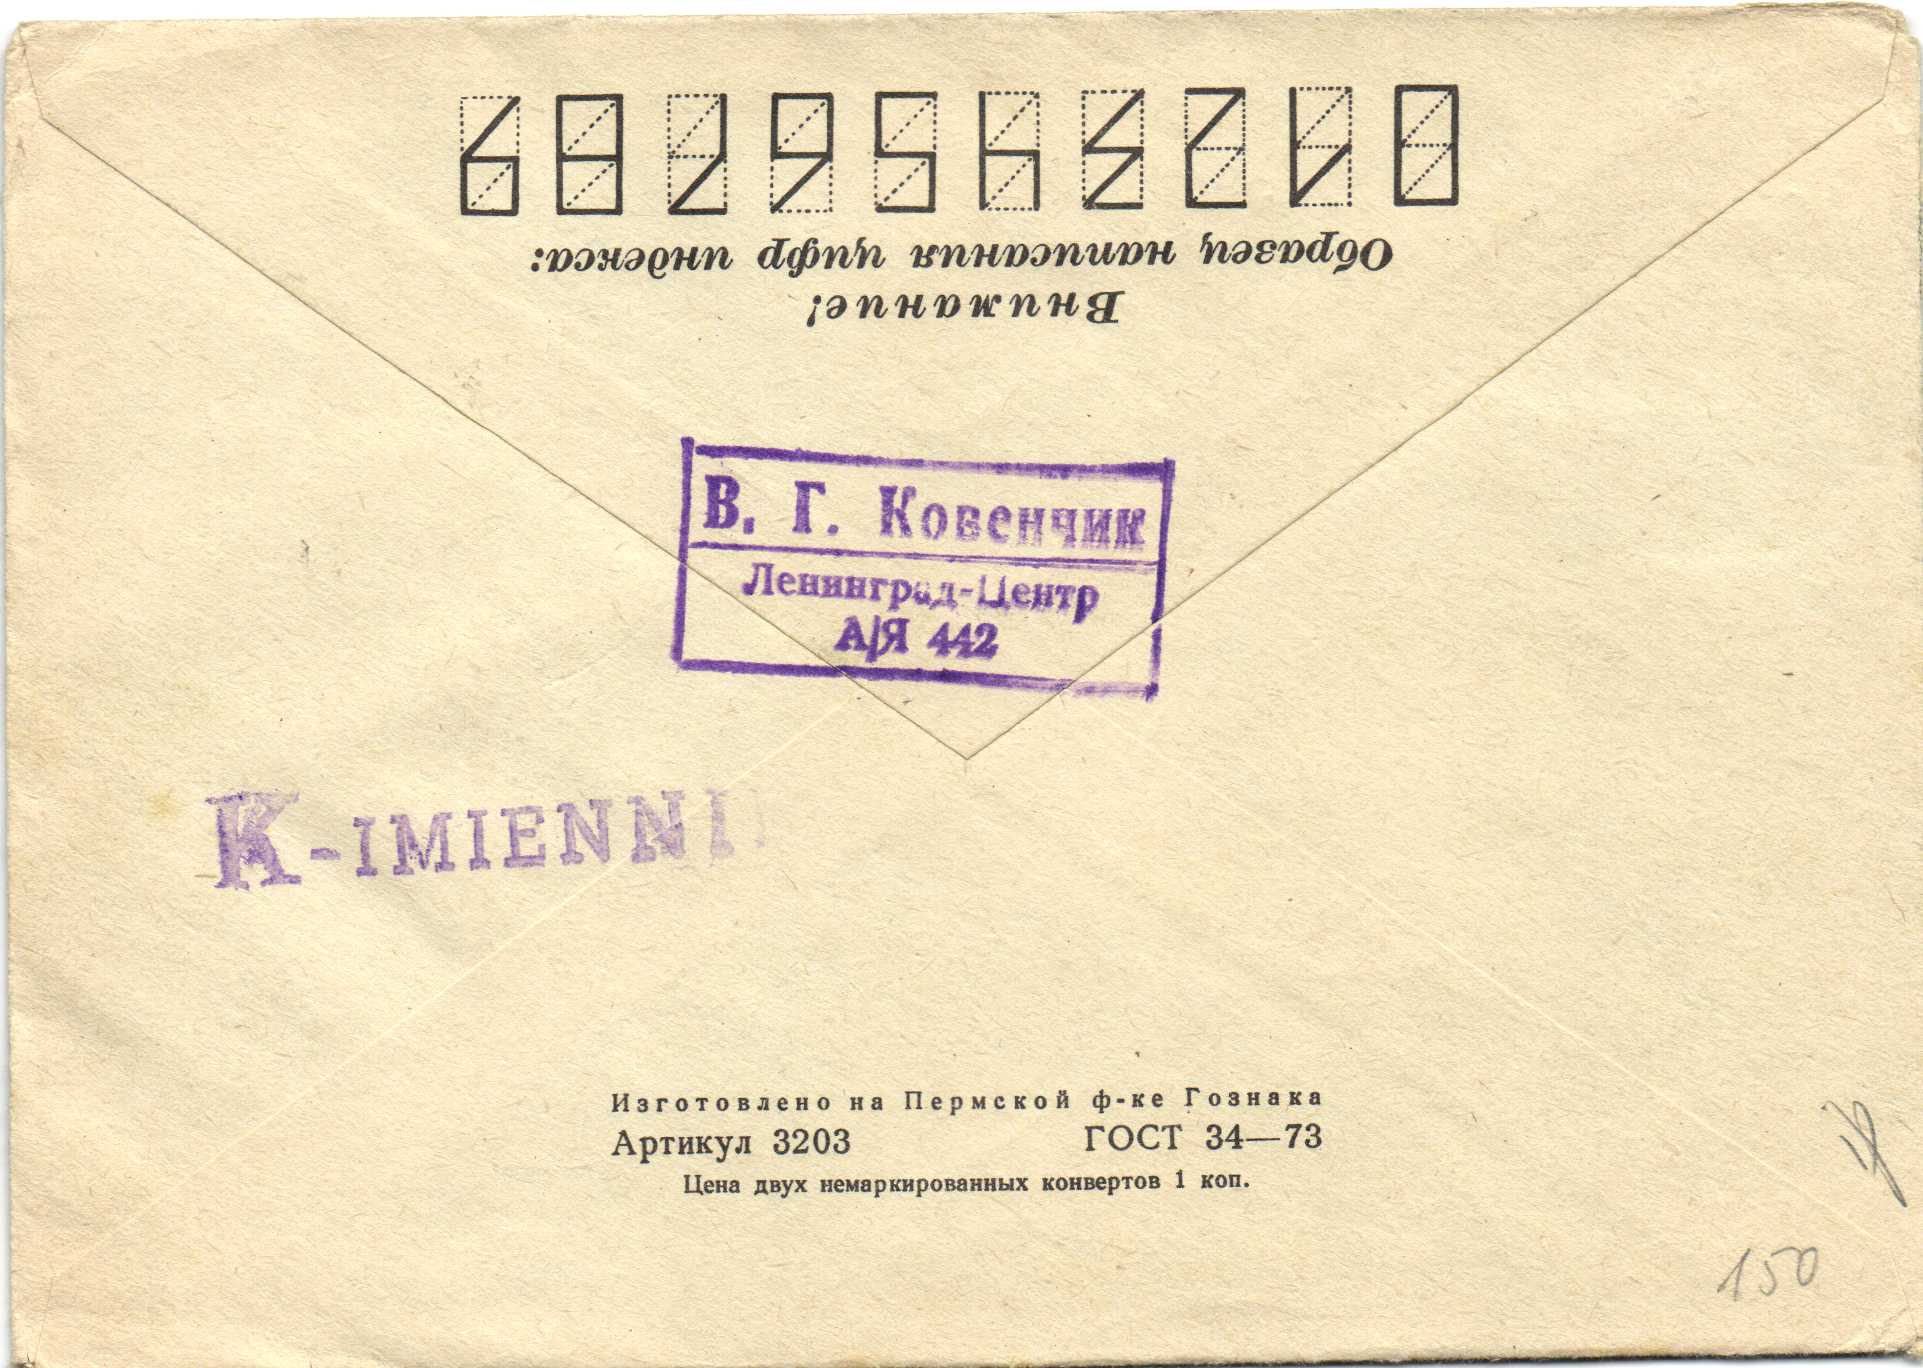 0123456789
Образец написания цифр индекса:
Внимание!
В. Г. Ковенчик
Ленинград-Центр
А/Я 442
K-IMIENNI
Изготовлено на Пермской ф-ке Гознака
Артикул 3203 ГОСТ 34—73
Цена двух немаркированных конвертов 1 коп.
150